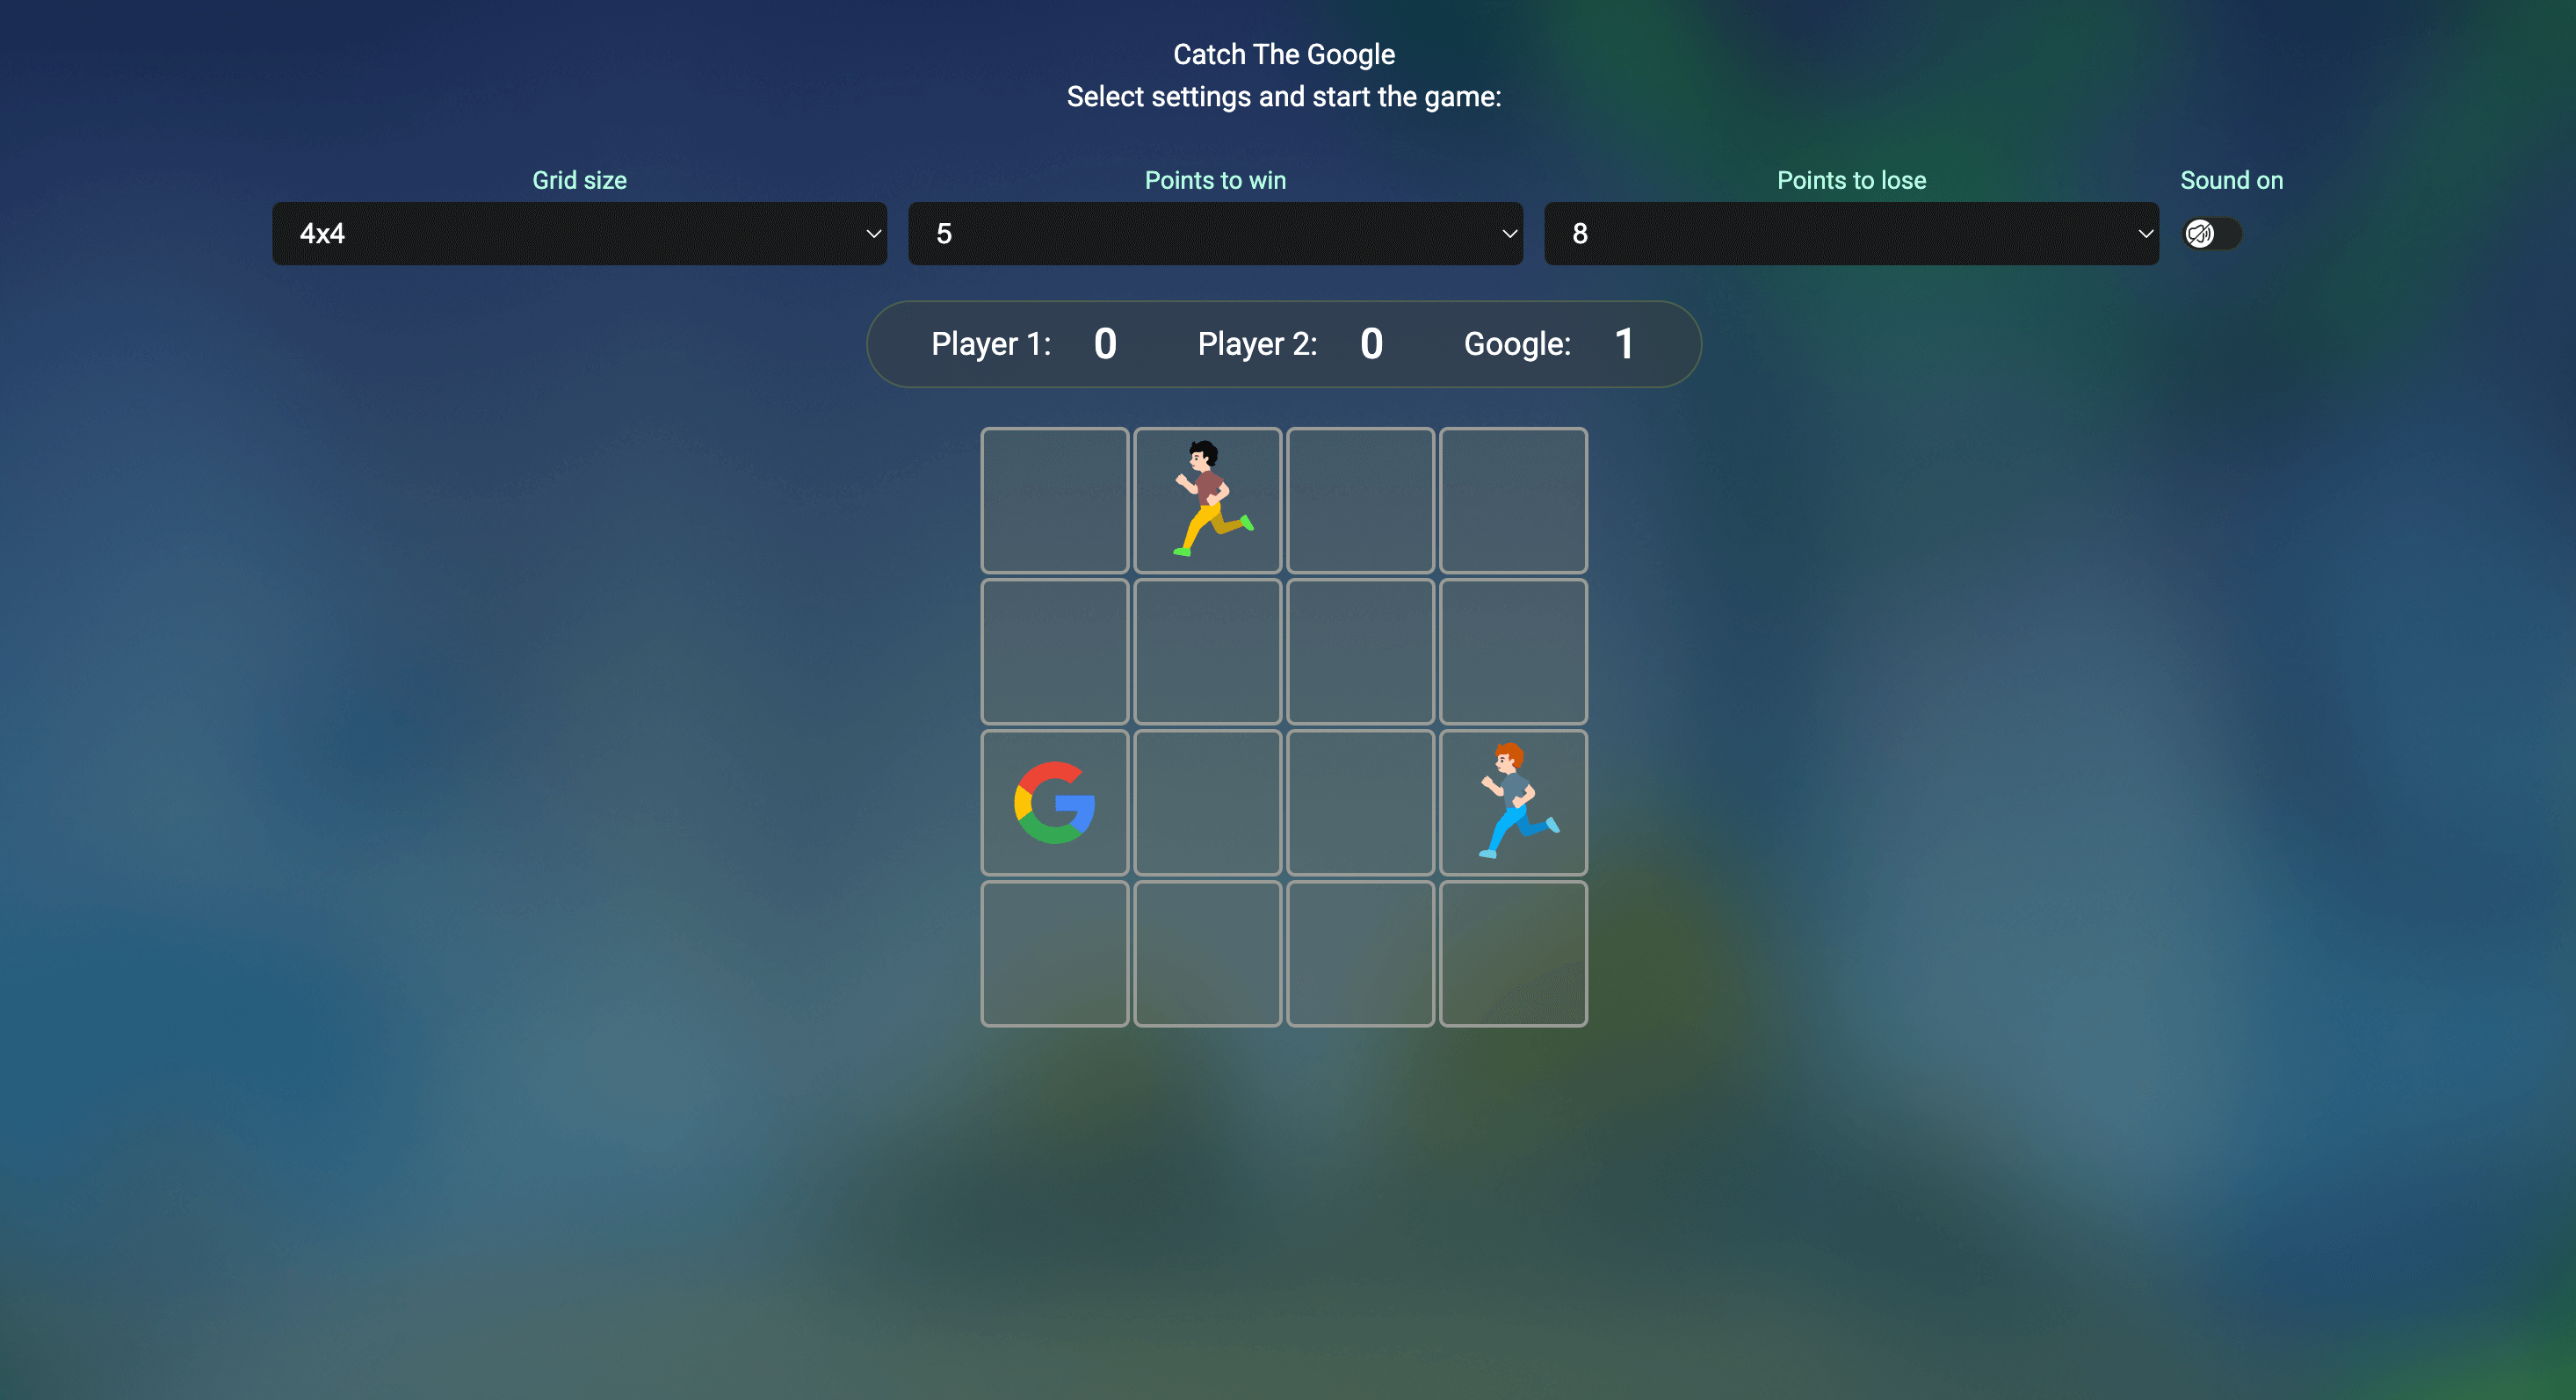 Catch The Google
Select settings and start the game:
Grid size Points to win Points to lose Sound on
4x4 5 8
Player 1: 0 Player 2: 0 Google: 1
G